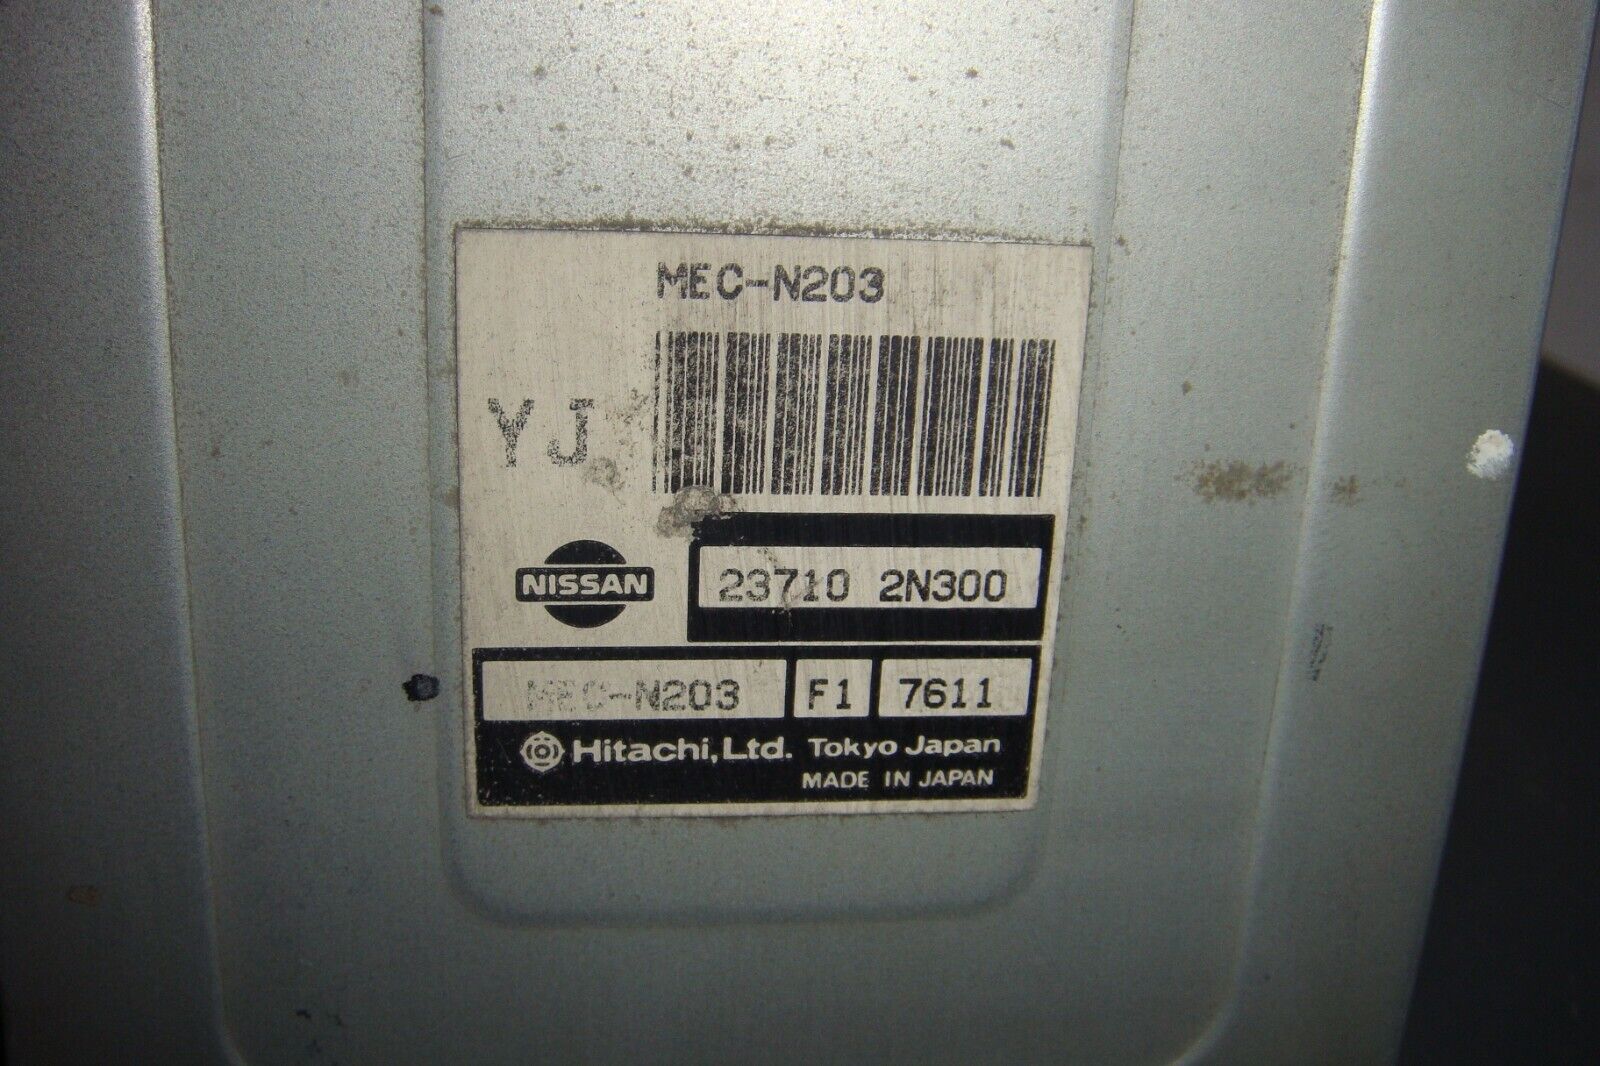 MEC-N203
YJ
NISSAN
23710 2N300
MEC-N203 F1 7611
Hitachi, Ltd. Tokyo Japan
MADE IN JAPAN